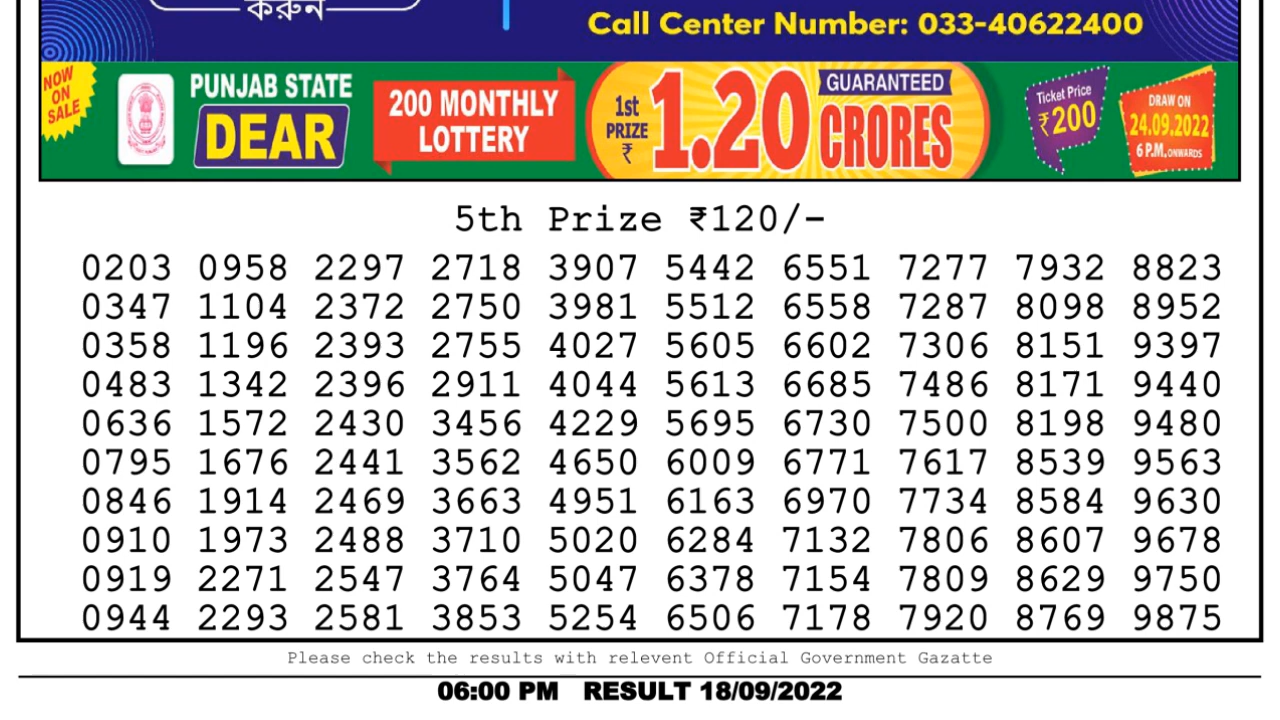 করুন
Call Center Number: 033-40622400
NOW ON SALE
PUNJAB STATE
DEAR
200 MONTHLY
LOTTERY
1st PRIZE ₹
1.20
GUARANTEED
CRORES
Ticket Price
₹200
DRAW ON
24.09.2022
6 P.M. ONWARDS
5th Prize ₹120/-
0203 0958 2297 2718 3907 5442 6551 7277 7932 8823
0347 1104 2372 2750 3981 5512 6558 7287 8098 8952
0358 1196 2393 2755 4027 5605 6602 7306 8151 9397
0483 1342 2396 2911 4044 5613 6685 7486 8171 9440
0636 1572 2430 3456 4229 5695 6730 7500 8198 9480
0795 1676 2441 3562 4650 6009 6771 7617 8539 9563
0846 1914 2469 3663 4951 6163 6970 7734 8584 9630
0910 1973 2488 3710 5020 6284 7132 7806 8607 9678
0919 2271 2547 3764 5047 6378 7154 7809 8629 9750
0944 2293 2581 3853 5254 6506 7178 7920 8769 9875
Please check the results with relevent Official Government Gazatte
06:00 PM RESULT 18/09/2022